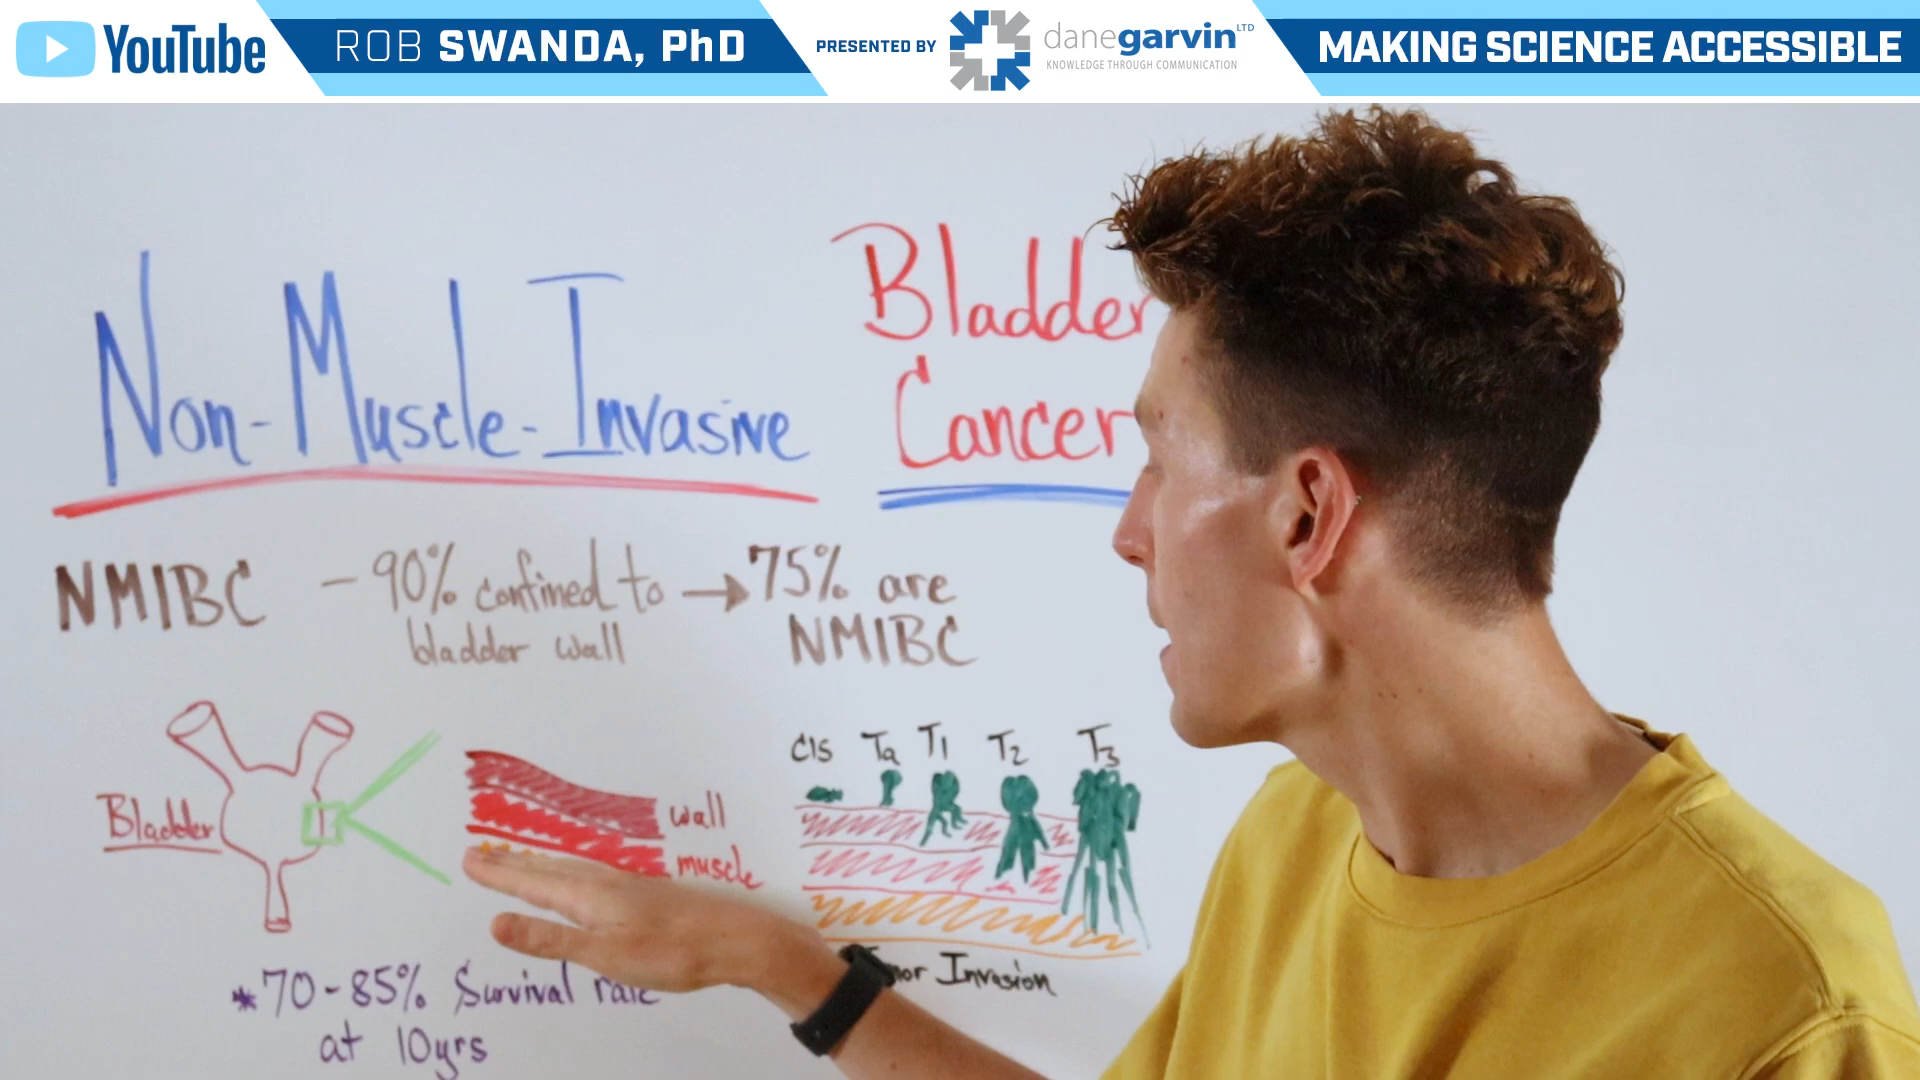 YouTube
ROB SWANDA, PhD
PRESENTED BY
danegarvin LTD
KNOWLEDGE THROUGH COMMUNICATION
MAKING SCIENCE ACCESSIBLE
Non-Muscle-Invasive
Bladder
Cancer
NMIBC
- 90% confined to
bladder wall
→ 75% are
NMIBC
Bladder
wall
muscle
CIS Ta T1 T2 T3
Invasion
* 70-85% Survival rate
at 10yrs